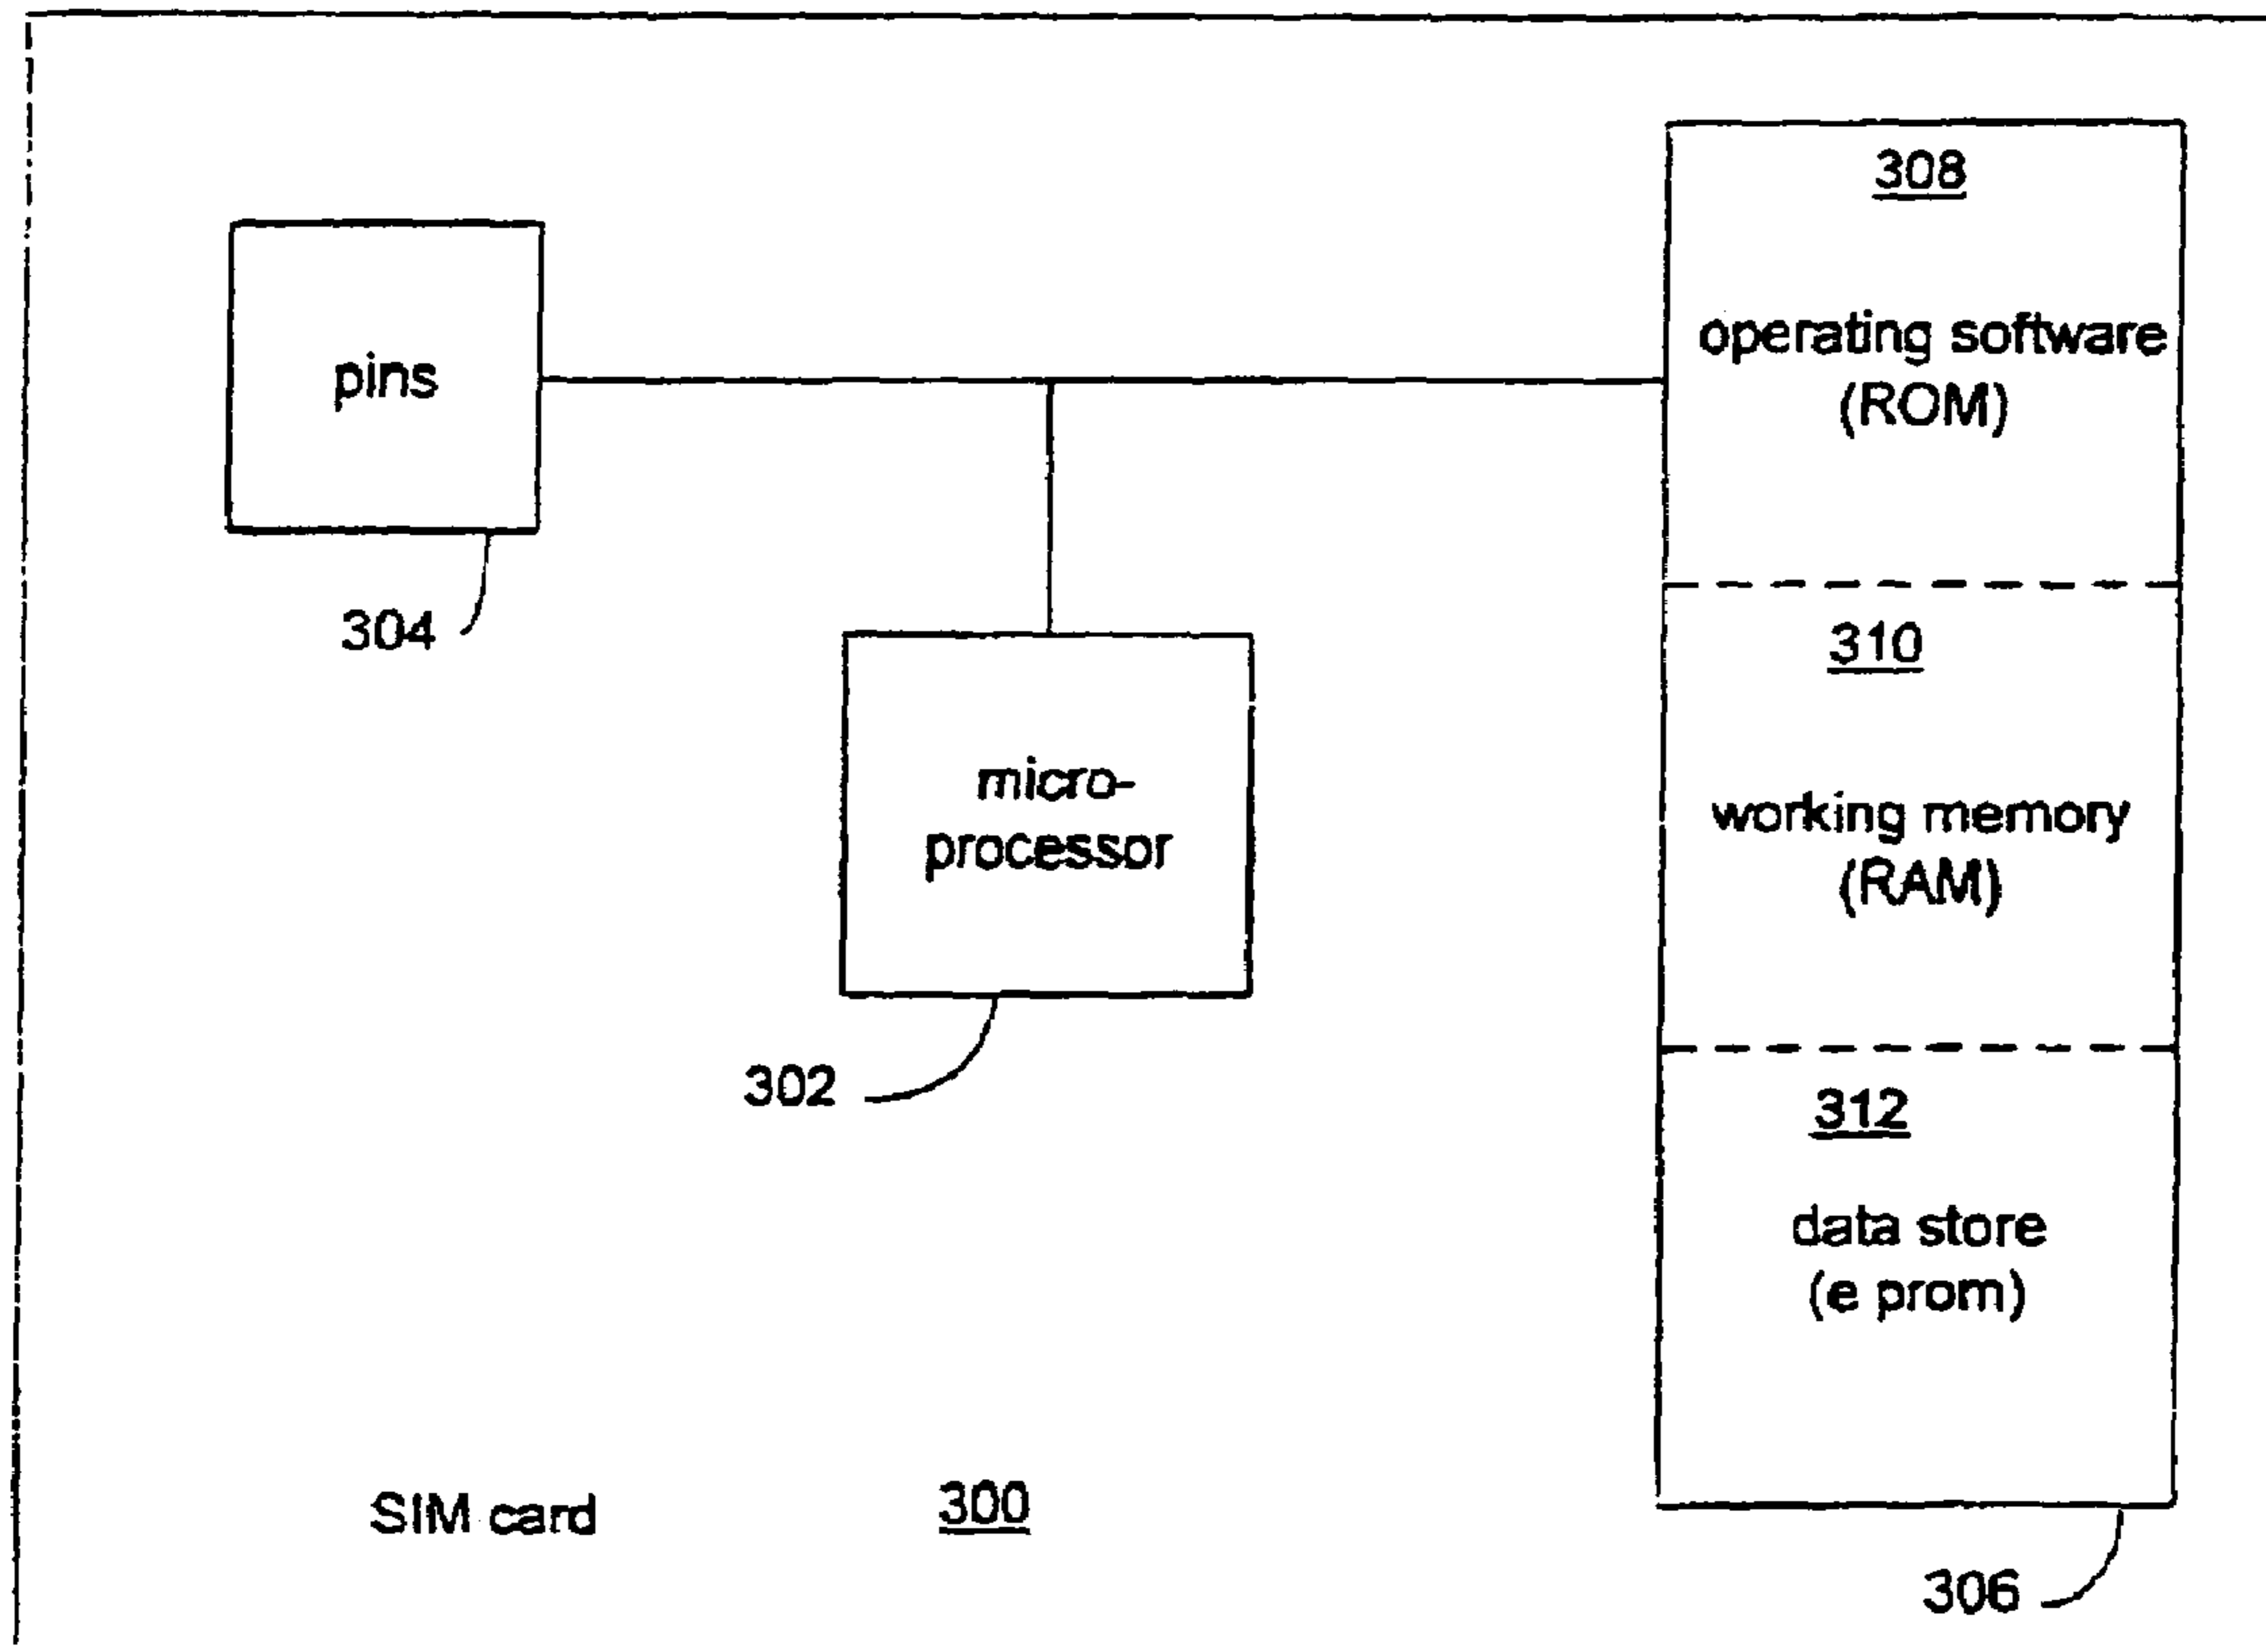 308
operating software
(ROM)
pins
304
310
micro-
processor
working memory
(RAM)
302
312
data store
(e prom)
SIM card
300
306